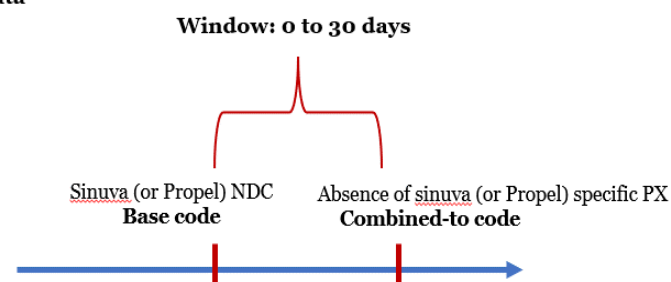 Window: 0 to 30 days
Sinuva (or Propel) NDC
Base code
Absence of sinuva (or Propel) specific PX
Combined-to code